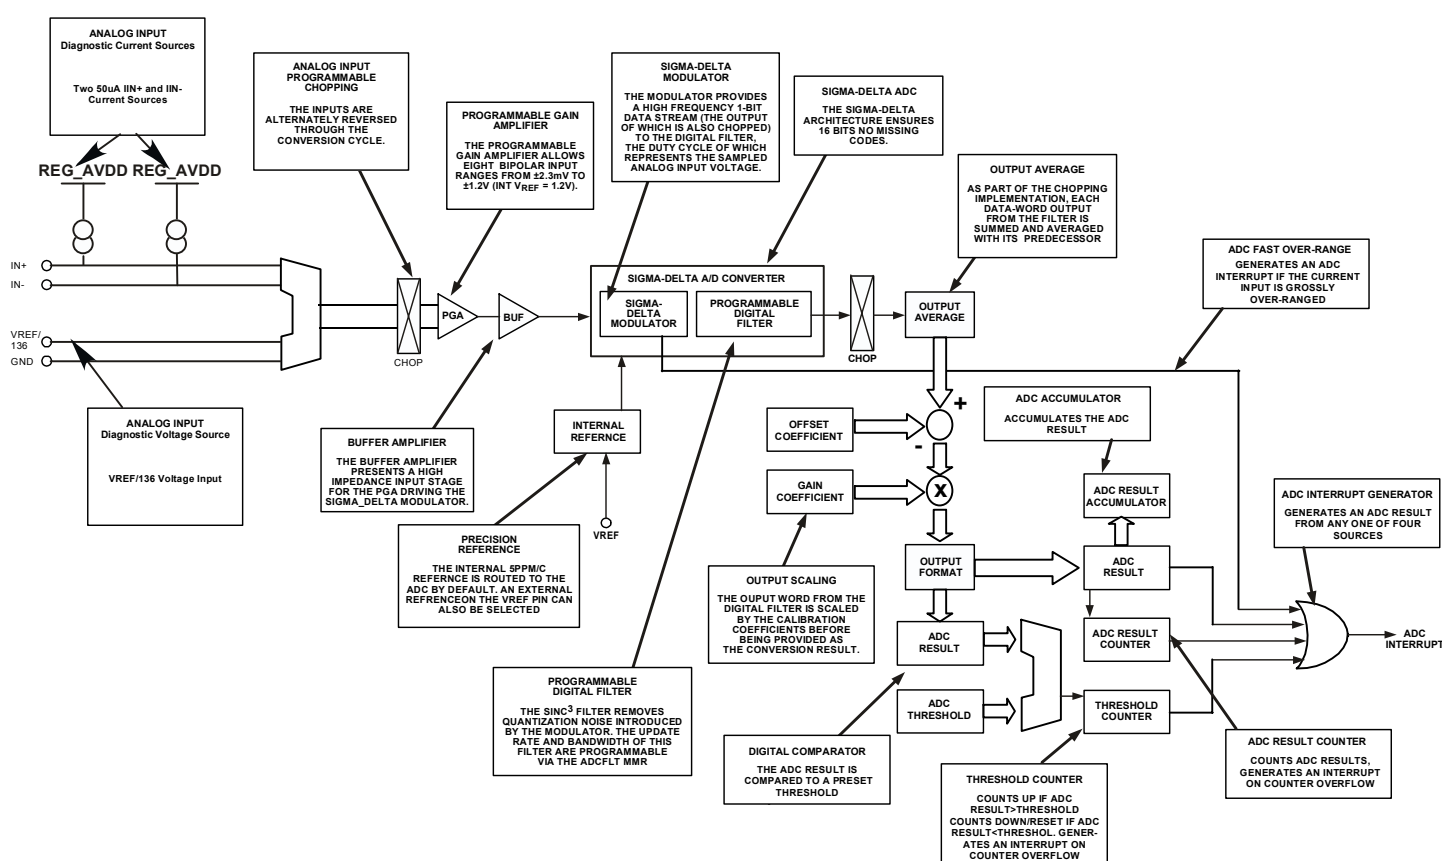 ANALOG INPUT
Diagnostic Current Sources
Two 50uA IIN+ and IIN-
Current Sources
REG_AVDD REG_AVDD
IN+
IN-
VREF/
136
GND
ANALOG INPUT
Diagnostic Voltage Source
VREF/136 Voltage Input
ANALOG INPUT
PROGRAMMABLE
CHOPPING
THE INPUTS ARE
ALTERNATELY REVERSED
THROUGH THE
CONVERSION CYCLE.
CHOP
PROGRAMMABLE GAIN
AMPLIFIER
THE PROGRAMMABLE
GAIN AMPLIFIER ALLOWS
EIGHT BIPOLAR INPUT
RANGES FROM ±2.3mV TO
±1.2V (INT VREF = 1.2V).
PGA
BUF
BUFFER AMPLIFIER
THE BUFFER AMPLIFIER
PRESENTS A HIGH
IMPEDANCE INPUT STAGE
FOR THE PGA DRIVING THE
SIGMA_DELTA MODULATOR.
SIGMA-DELTA
MODULATOR
THE MODULATOR PROVIDES
A HIGH FREQUENCY 1-BIT
DATA STREAM (THE OUTPUT
OF WHICH IS ALSO CHOPPED)
TO THE DIGITAL FILTER,
THE DUTY CYCLE OF WHICH
REPRESENTS THE SAMPLED
ANALOG INPUT VOLTAGE.
SIGMA-DELTA ADC
THE SIGMA-DELTA
ARCHITECTURE ENSURES
16 BITS NO MISSING
CODES.
SIGMA-DELTA A/D CONVERTER
SIGMA-
DELTA
MODULATOR
PROGRAMMABLE
DIGITAL
FILTER
CHOP
OUTPUT AVERAGE
AS PART OF THE CHOPPING
IMPLEMENTATION, EACH
DATA-WORD OUTPUT
FROM THE FILTER IS
SUMMED AND AVERAGED
WITH ITS PREDECESSOR
OUTPUT
AVERAGE
ADC FAST OVER-RANGE
GENERATES AN ADC
INTERRUPT IF THE CURRENT
INPUT IS GROSSLY
OVER-RANGED
INTERNAL
REFERNCE
VREF
PRECISION
REFERENCE
THE INTERNAL 5PPM/C
REFERNCE IS ROUTED TO THE
ADC BY DEFAULT. AN EXTERNAL
REFRENCEON THE VREF PIN CAN
ALSO BE SELECTED
PROGRAMMABLE
DIGITAL FILTER
THE SINC3 FILTER REMOVES
QUANTIZATION NOISE INTRODUCED
BY THE MODULATOR. THE UPDATE
RATE AND BANDWIDTH OF THIS
FILTER ARE PROGRAMMABLE
VIA THE ADCFLT MMR
OFFSET
COEFFICIENT
+
-
GAIN
COEFFICIENT
X
OUTPUT SCALING
THE OUPUT WORD FROM THE
DIGITAL FILTER IS SCALED
BY THE CALIBRATION
COEFFICIENTS BEFORE
BEING PROVIDED AS
THE CONVERSION RESULT.
OUTPUT
FORMAT
ADC ACCUMULATOR
ACCUMULATES THE ADC
RESULT
ADC RESULT
ACCUMULATOR
ADC
RESULT
ADC RESULT
COUNTER
ADC
RESULT
ADC
THRESHOLD
THRESHOLD
COUNTER
DIGITAL COMPARATOR
THE ADC RESULT IS
COMPARED TO A PRESET
THRESHOLD
THRESHOLD COUNTER
COUNTS UP IF ADC
RESULT>THRESHOLD
COUNTS DOWN/RESET IF ADC
RESULT<THRESHOL. GENER-
ATES AN INTERRUPT ON
COUNTER OVERFLOW
ADC INTERRUPT GENERATOR
GENERATES AN ADC RESULT
FROM ANY ONE OF FOUR
SOURCES
ADC
INTERRUPT
ADC RESULT COUNTER
COUNTS ADC RESULTS,
GENERATES AN INTERRUPT
ON COUNTER OVERFLOW